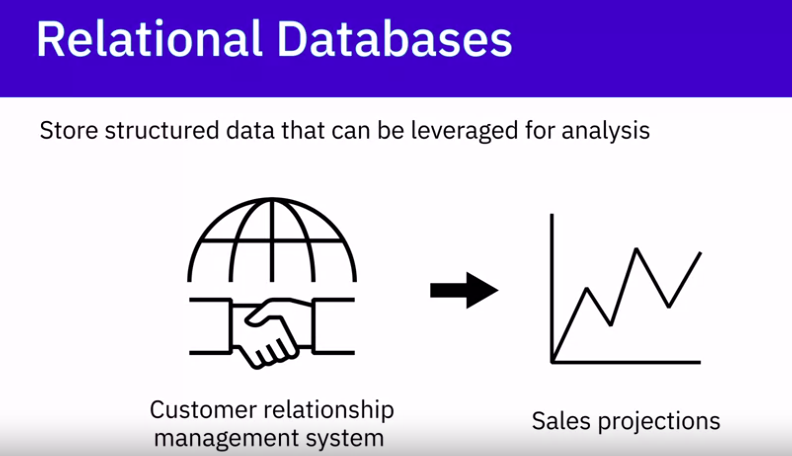 Relational Databases
Store structured data that can be leveraged for analysis
Customer relationship
management system
Sales projections